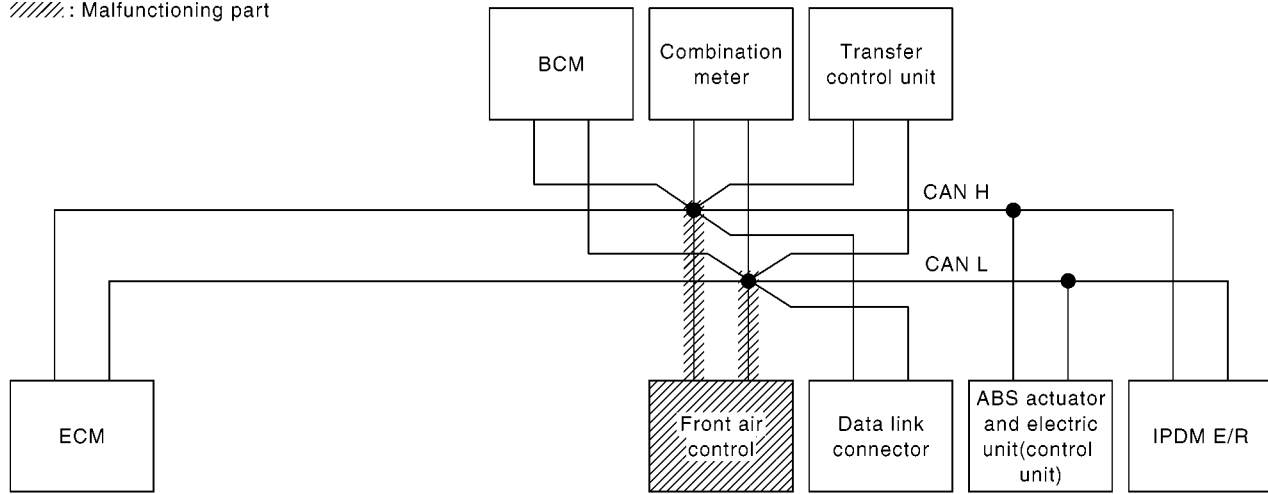 : Malfunctioning part
BCM
Combination
meter
Transfer
control unit
CAN H
CAN L
ECM
Front air
control
Data link
connector
ABS actuator
and electric
unit(control
unit)
IPDM E/R